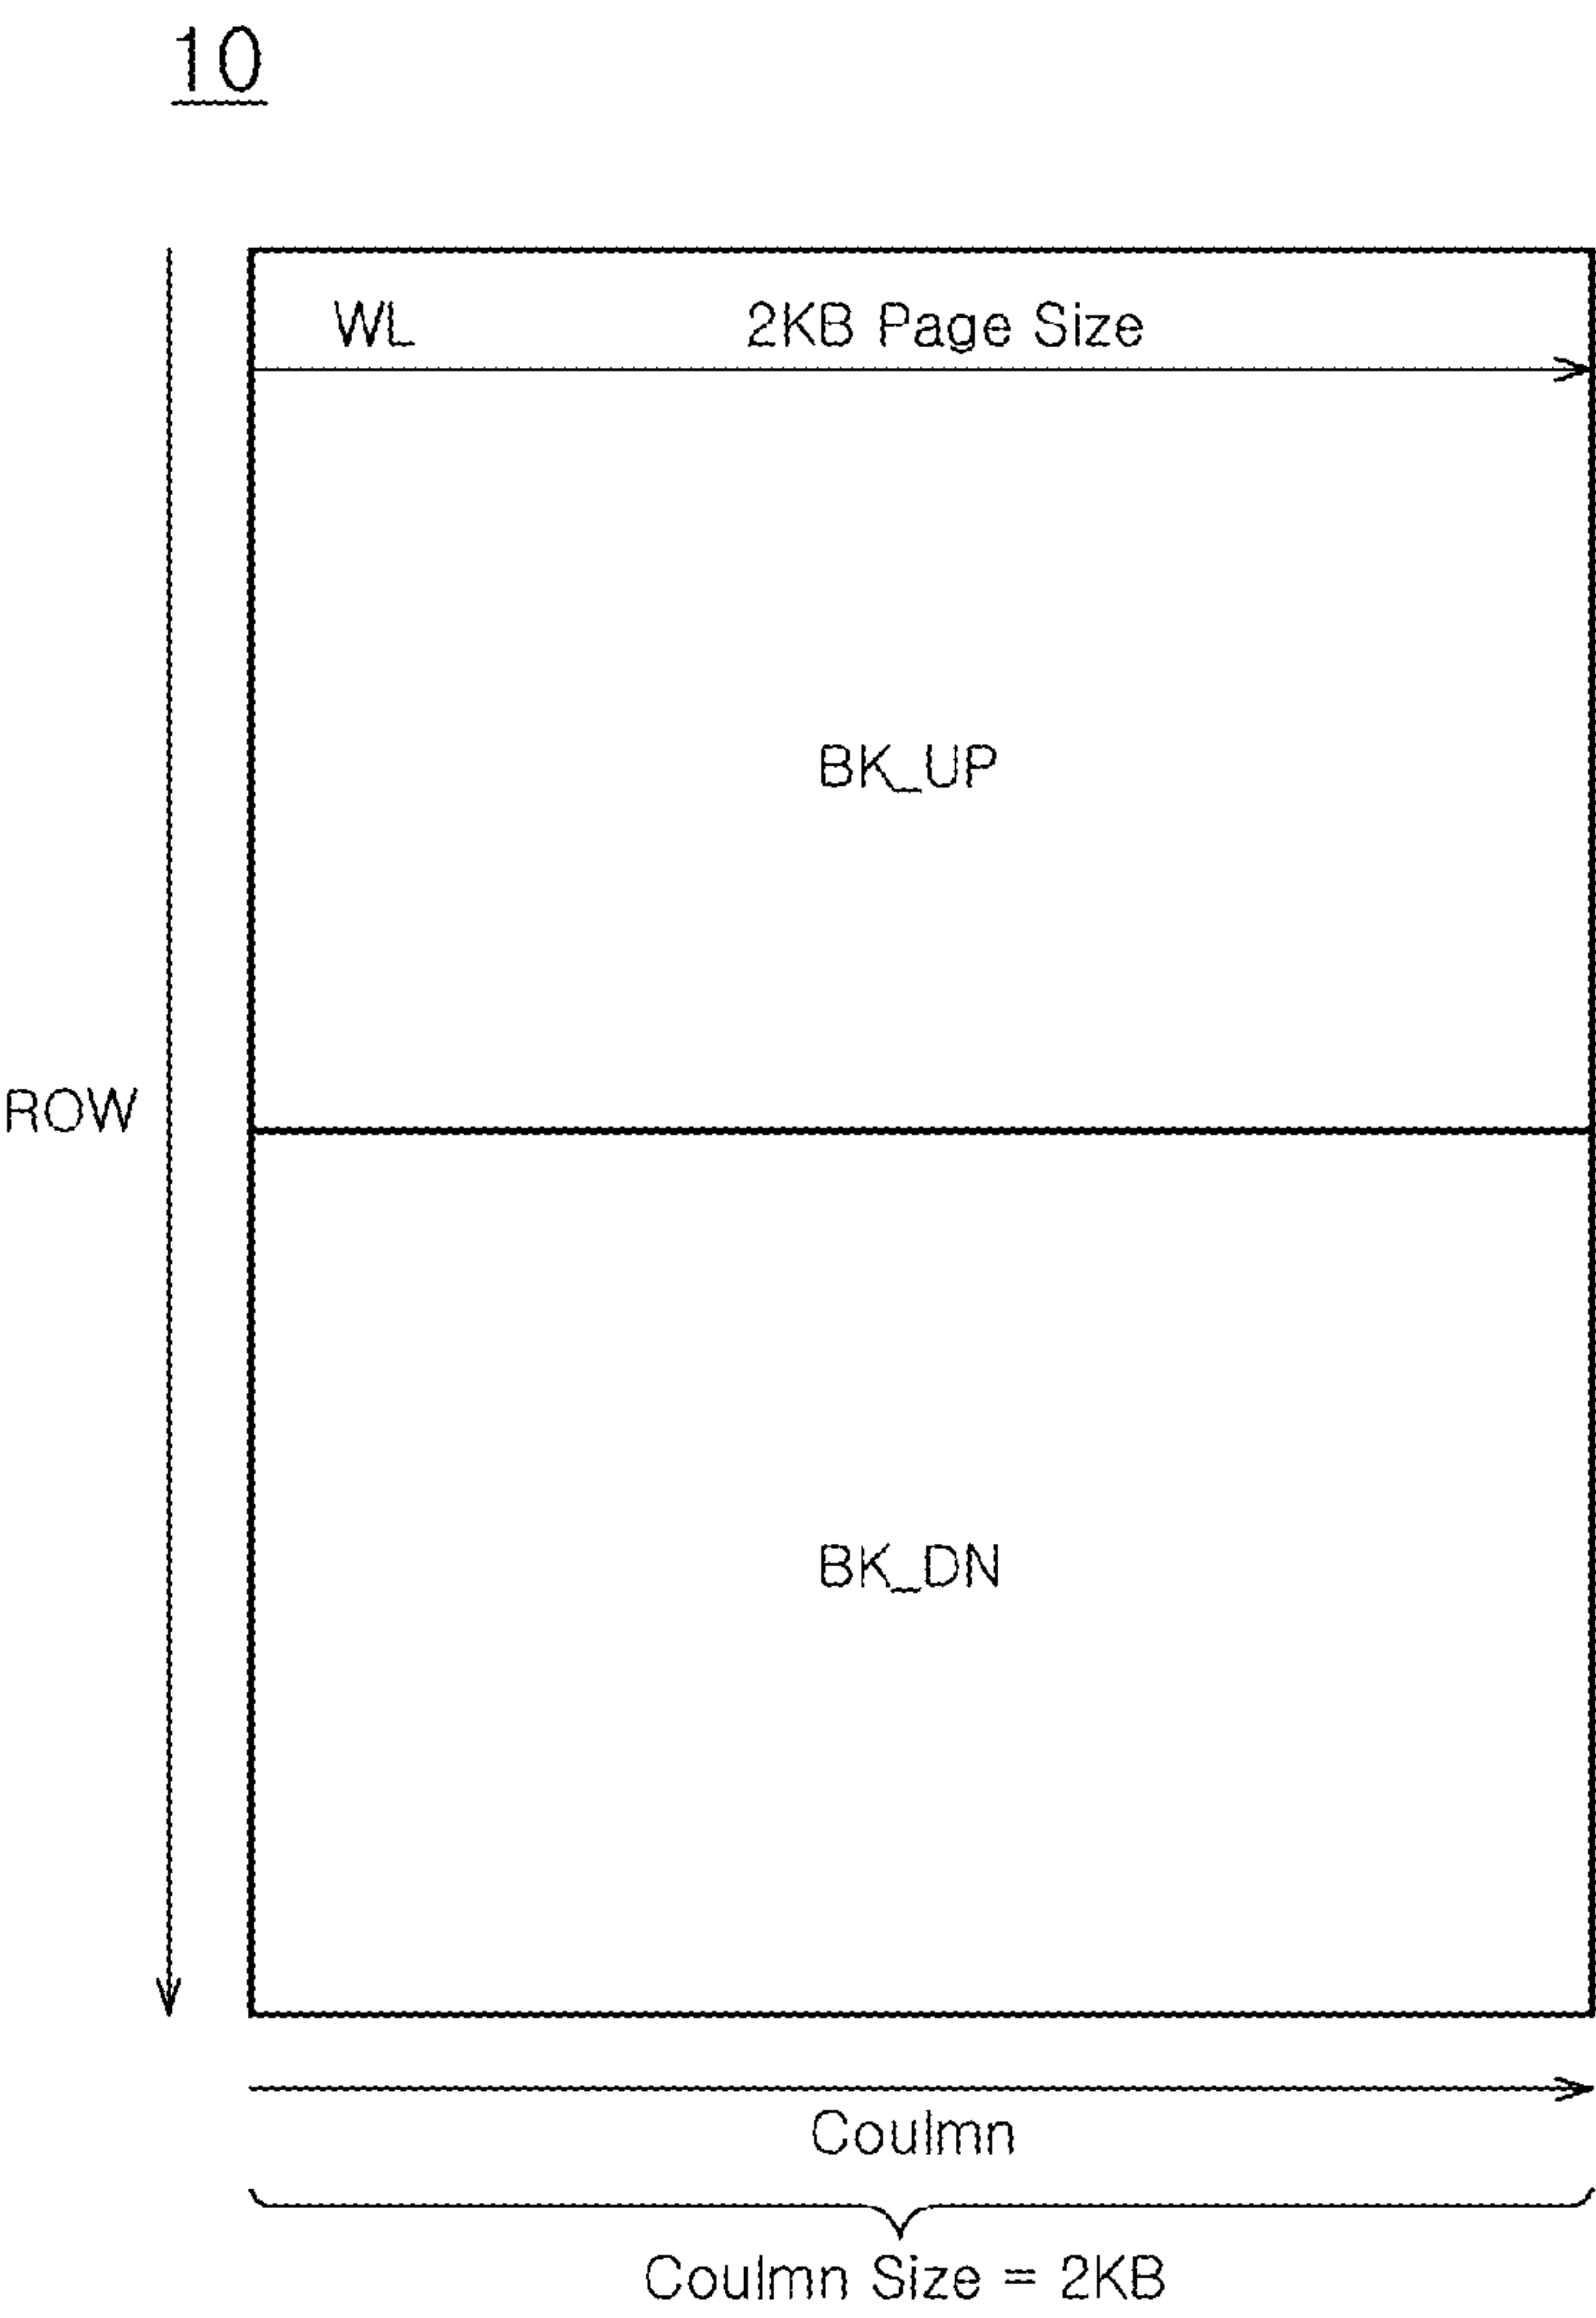 10
WL 2KB Page Size
BK_UP
ROW
BK_DN
Coulmn
Coulmn Size = 2KB